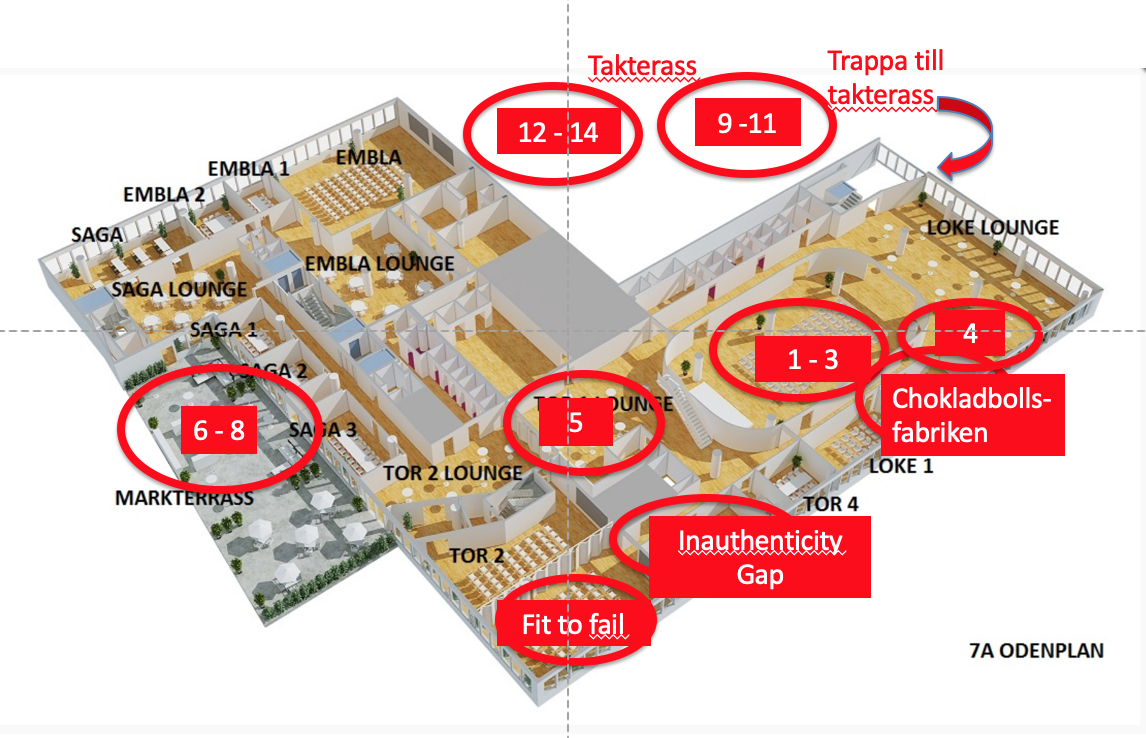 Takterass
Trappa till
takterass
12 - 14
9 -11
EMBLA
EMBLA 1
EMBLA 2
SAGA
EMBLA LOUNGE
SAGA LOUNGE
LOKE LOUNGE
SAGA 1
SAGA 2
1 - 3
4
Chokladbolls-
fabriken
6 - 8
SAGA 3
5
LOUNGE
LOKE 1
TOR 2 LOUNGE
MARKTERRASS
TOR 4
TOR 2
Inauthenticity
Gap
Fit to fail
7A ODENPLAN